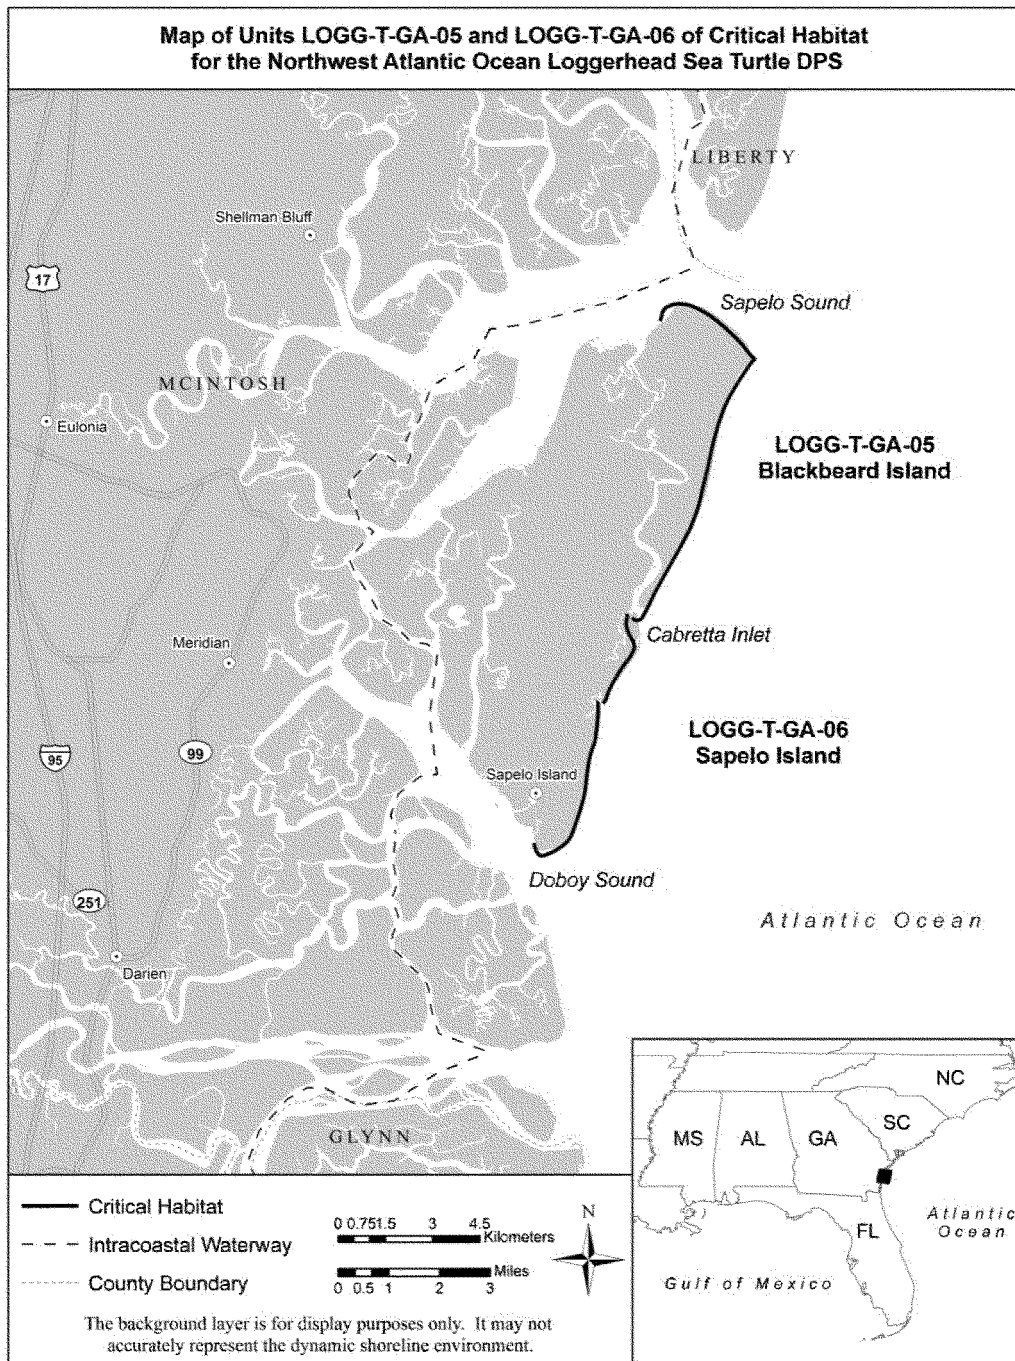 Map of Units LOGG-T-GA-05 and LOGG-T-GA-06 of Critical Habitat
for the Northwest Atlantic Ocean Loggerhead Sea Turtle DPS
LIBERTY
Shellman Bluff
17
Sapelo Sound
MCINTOSH
Eulonia
LOGG-T-GA-05
Blackbeard Island
Cabretta Inlet
Meridian
LOGG-T-GA-06
Sapelo Island
95
99
Sapelo Island
Doboy Sound
251
Atlantic Ocean
Darien
GLYNN
NC
SC
MS
AL
GA
FL
Atlantic
Ocean
Gulf of Mexico
Critical Habitat
Intracoastal Waterway
County Boundary
0 0.75 1.5 3 4.5
Kilometers
Miles
0 0.5 1 2 3
N
The background layer is for display purposes only. It may not
accurately represent the dynamic shoreline environment.